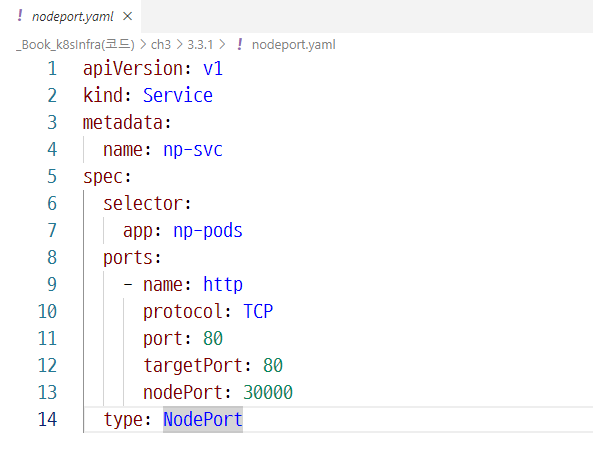 ! nodeport.yaml ×
_Book_k8sInfra(코드) > ch3 > 3.3.1 > ! nodeport.yaml
1 apiVersion: v1
2 kind: Service
3 metadata:
4   name: np-svc
5 spec:
6   selector:
7     app: np-pods
8   ports:
9     - name: http
10       protocol: TCP
11       port: 80
12       targetPort: 80
13       nodePort: 30000
14   type: NodePort